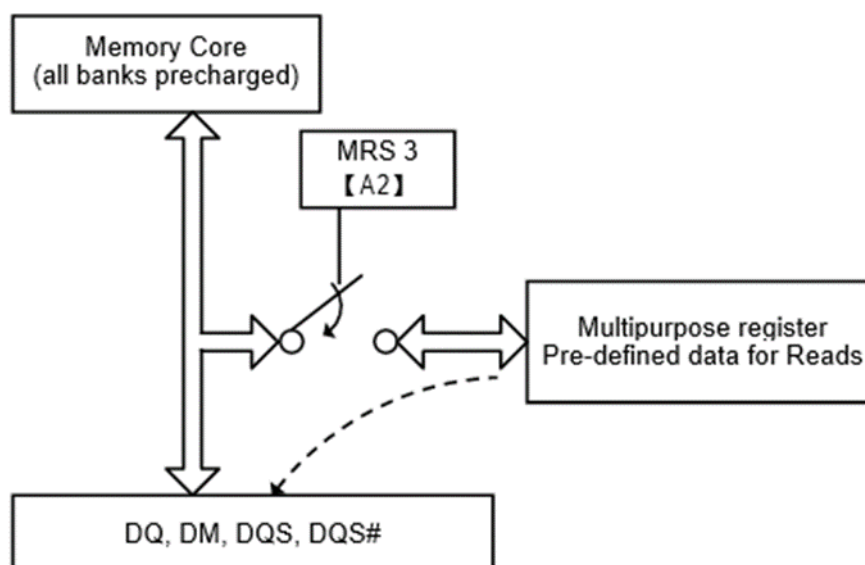 Memory Core
(all banks precharged)
MRS 3
【A2】
Multipurpose register
Pre-defined data for Reads
DQ, DM, DQS, DQS#